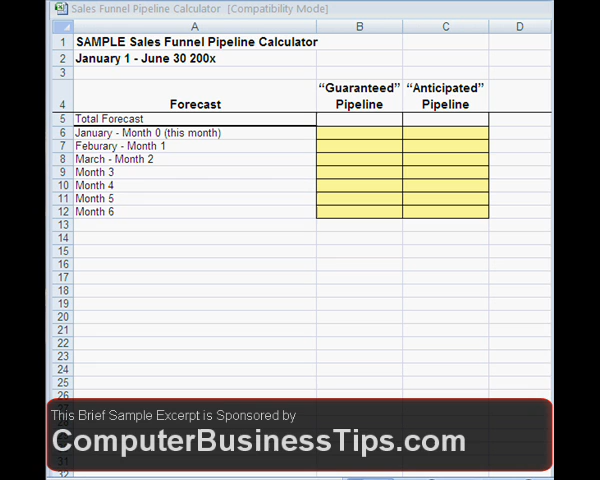 Sales Funnel Pipeline Calculator [Compatibility Mode]
A B C D
1 SAMPLE Sales Funnel Pipeline Calculator
2 January 1 - June 30 200x
3
“Guaranteed” “Anticipated”
4 Forecast Pipeline Pipeline
5 Total Forecast
6 January - Month 0 (this month)
7 Feburary - Month 1
8 March - Month 2
9 Month 3
10 Month 4
11 Month 5
12 Month 6
13
14
15
16
17
18
19
20
21
22
23
24
25
26
This Brief Sample Excerpt is Sponsored by
ComputerBusinessTips.com
31
32